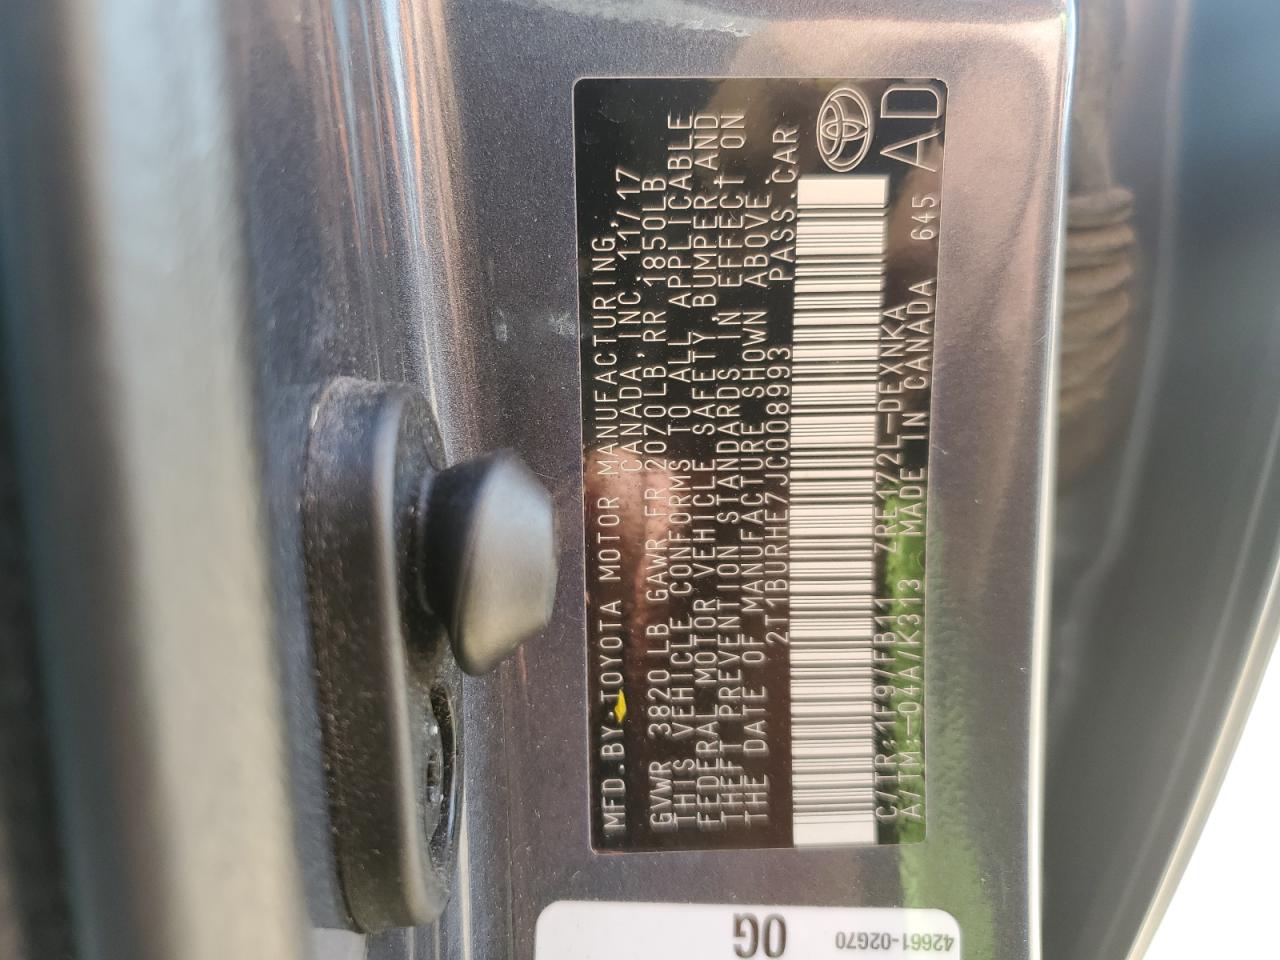 MFD.BY:TOYOTA MOTOR MANUFACTURING,
CANADA, INC. 11/17
GVWR 3820LB GAWR FR 2070LB, RR 1850LB
THIS VEHICLE CONFORMS TO ALL APPLICABLE
FEDERAL MOTOR VEHICLE SAFETY, BUMPER, AND
THEFT PREVENTION STANDARDS IN EFFECT ON
THE DATE OF MANUFACTURE SHOWN ABOVE.
2T1BURHE7JC008993 PASS.CAR
C/TR:1F9/FB11 ZRE172L-DEXNKA
A/TM:-04A/K313 MADE IN CANADA 645 AD
0G
42661-02G70